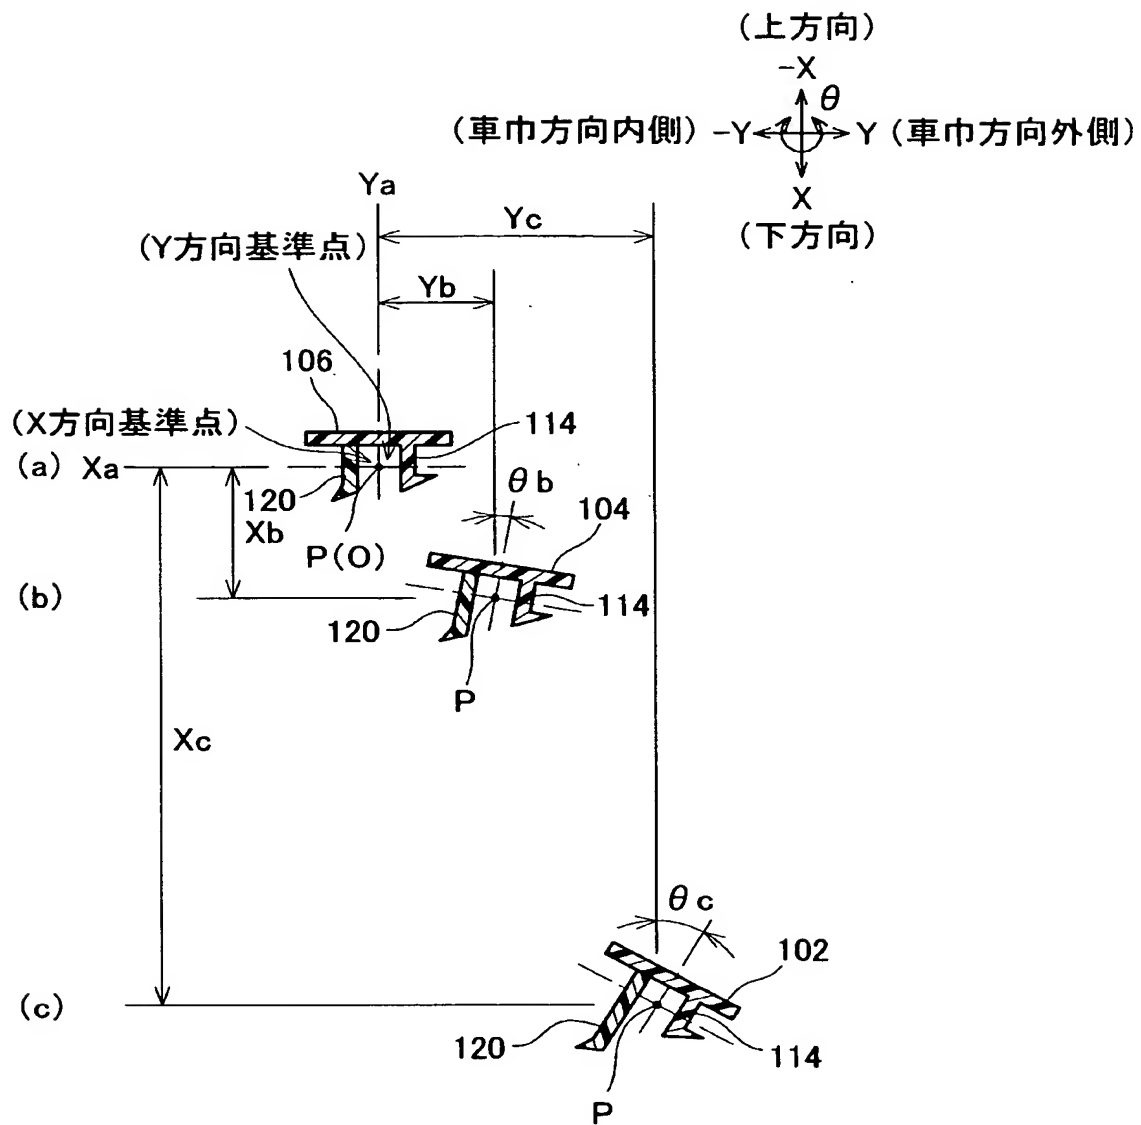 (上方向)
-X
θ
(車巾方向内側) -Y Y (車巾方向外側)
X
(下方向)
Ya
Yc
(Y方向基準点)
Yb
106
(X方向基準点)
114
(a) Xa
120
θb
Xb
104
P(O)
(b)
114
120
P
Xc
θc
102
(c)
120
114
P